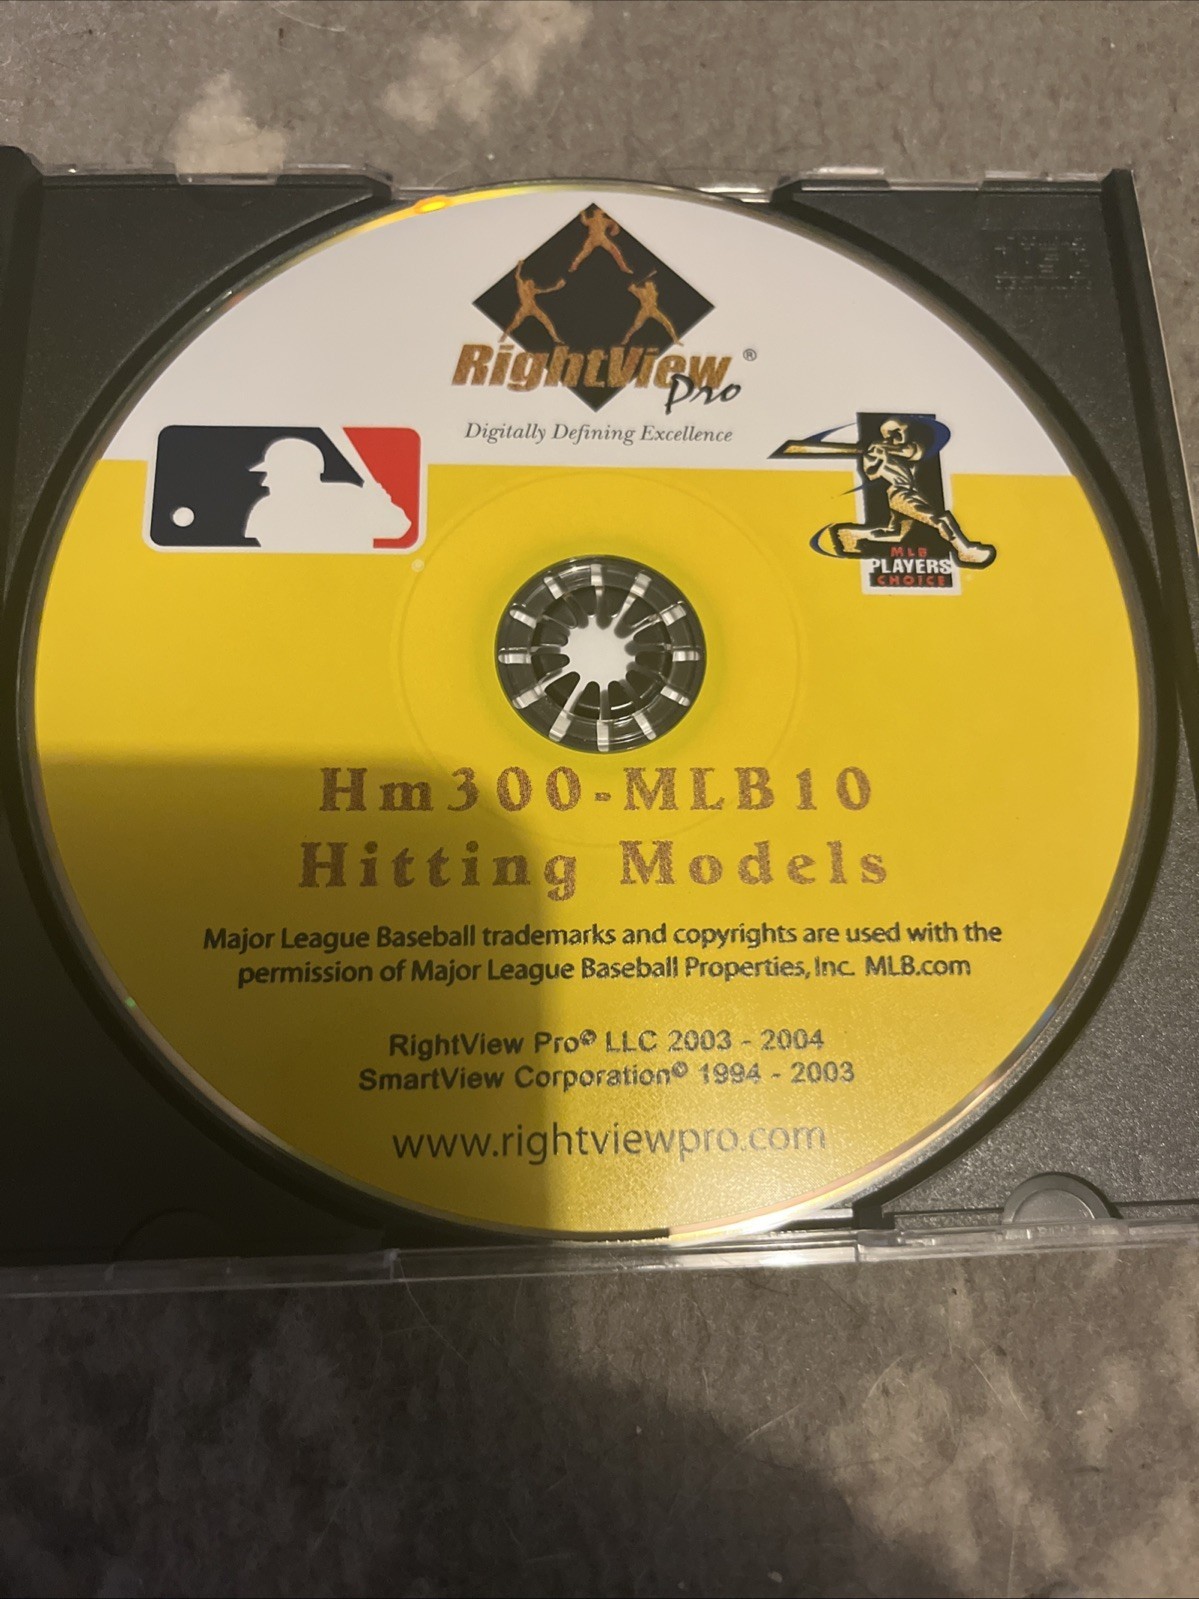 RightView ®
Pro
Digitally Defining Excellence
MLB
PLAYERS
CHOICE
Hm300-MLB10
Hitting Models
Major League Baseball trademarks and copyrights are used with the
permission of Major League Baseball Properties, Inc. MLB.com
RightView Pro© LLC 2003 - 2004
SmartView Corporation© 1994 - 2003
www.rightviewpro.com